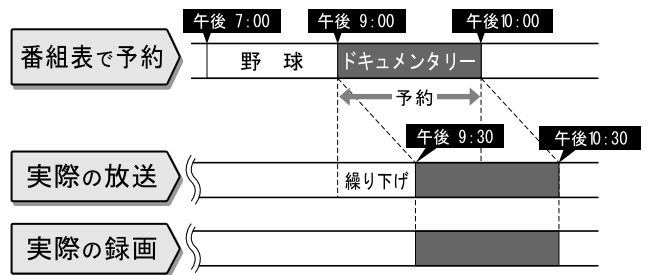 午後 7:00
午後 9:00
午後10:00
番組表で予約
野 球
ドキュメンタリー
予約
午後 9:30
午後10:30
実際の放送
繰り下げ
実際の録画